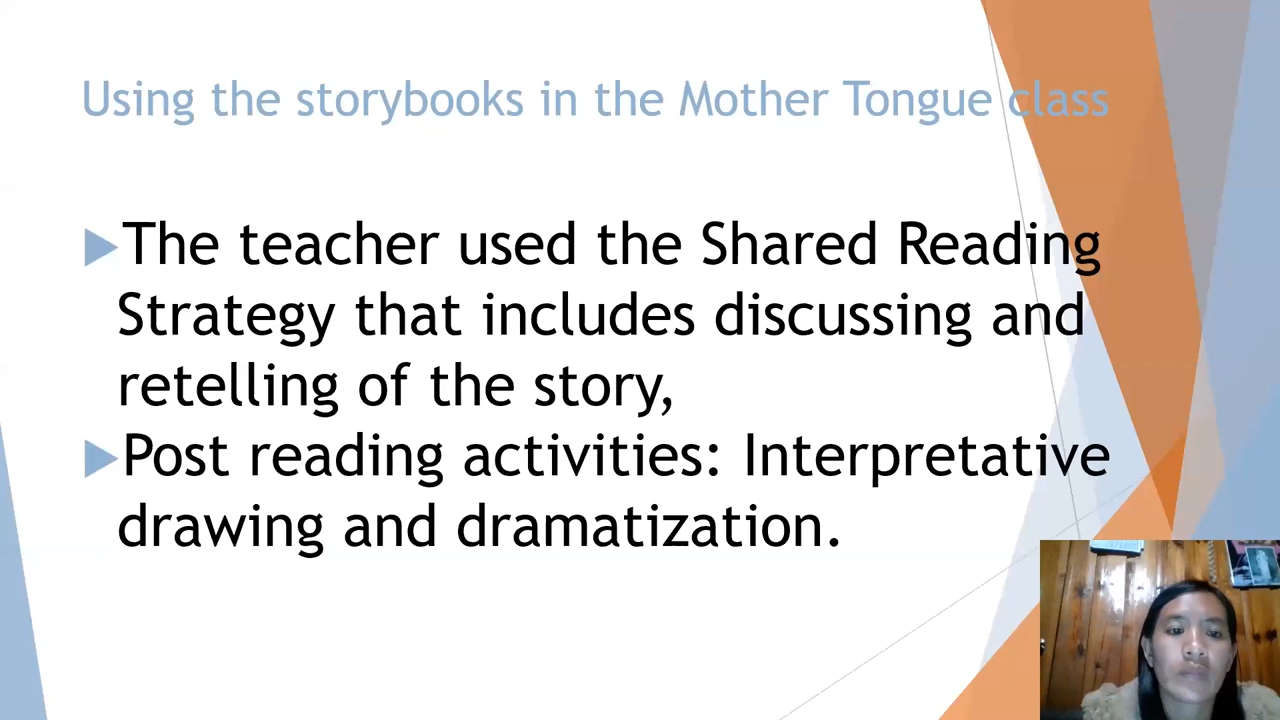 Using the storybooks in the Mother Tongue class
The teacher used the Shared Reading
Strategy that includes discussing and
retelling of the story,
Post reading activities: Interpretative
drawing and dramatization.